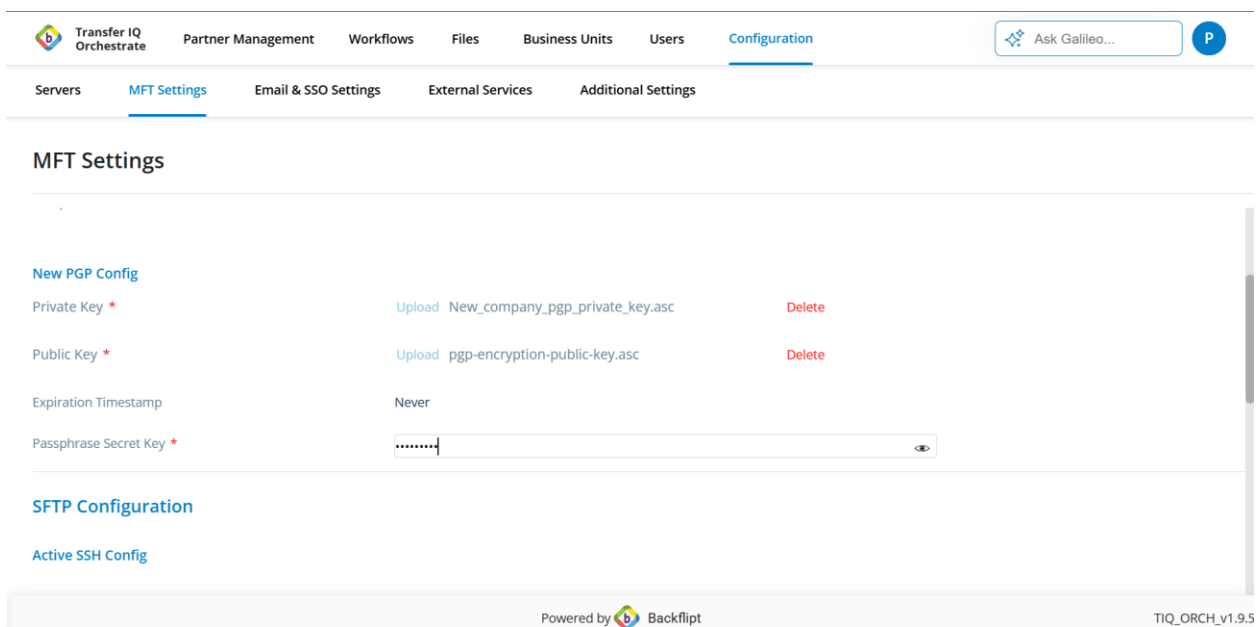 Transfer IQ
Orchestrate
Partner Management Workflows Files Business Units Users Configuration Ask Galileo... P
Servers MFT Settings Email & SSO Settings External Services Additional Settings
MFT Settings
New PGP Config
Private Key * Upload New_company_pgp_private_key.asc Delete
Public Key * Upload pgp-encryption-public-key.asc Delete
Expiration Timestamp Never
Passphrase Secret Key * •••••••••
SFTP Configuration
Active SSH Config
Powered by b Backflipt TIQ_ORCH_v1.9.5